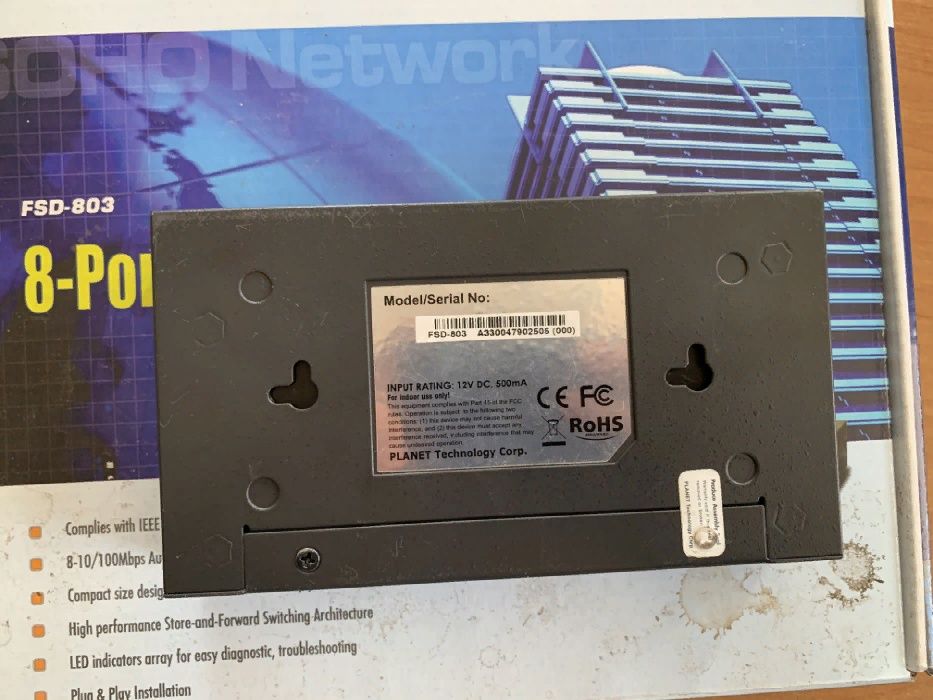 SOHO Network
FSD-803
8-Por
Model/Serial No:
FSD-803 A330047902505 (000)
INPUT RATING: 12V DC, 500mA
For indoor use only!
This equipment complies with Part 15 of the FCC
rules. Operation is subject to the following two
conditions: (1) this device may not cause harmful
interference, and (2) this device must accept any
interference received, including interference that may
cause undesired operation.
PLANET Technology Corp.
CE FC
RoHS
Produce Assembly
PLANET Technology Corp.
Complies with IEEE
8-10/100Mbps Au
Compact size desig
High performance Store-and-Forward Switching Architecture
LED indicators array for easy diagnostic, troubleshooting
Plug & Play Installation